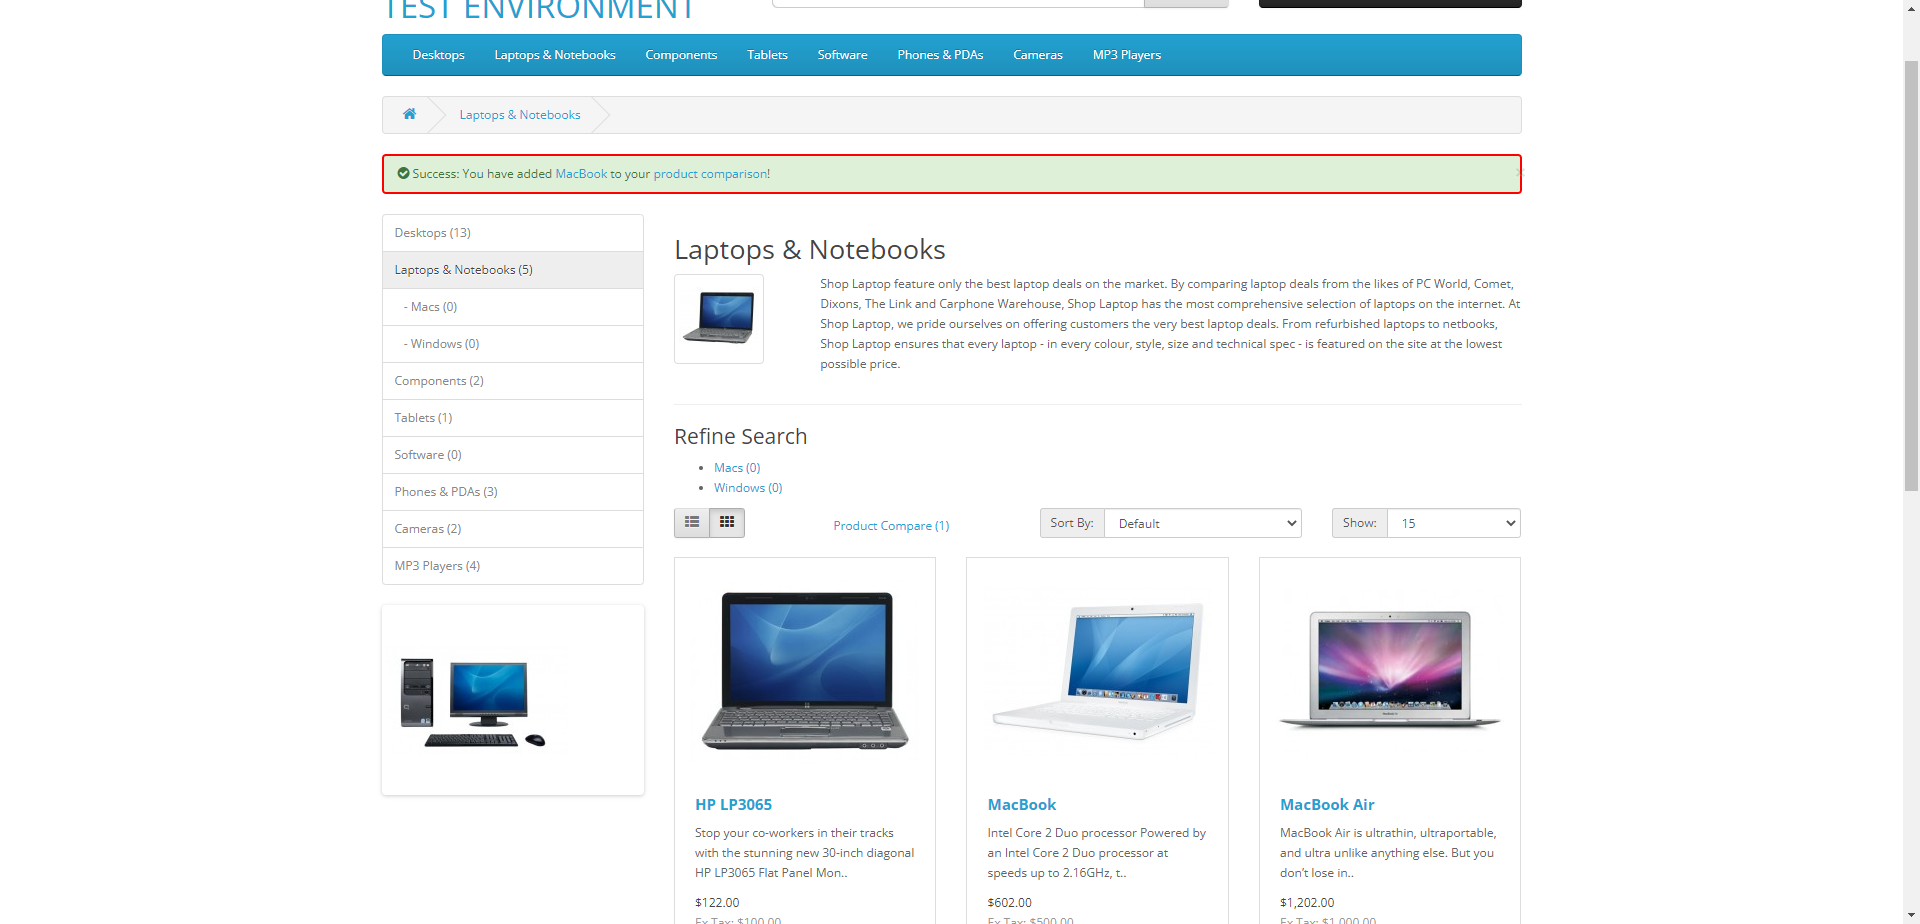 TEST ENVIRONMENT
Desktops
Laptops & Notebooks
Components
Tablets
Software
Phones & PDAs
Cameras
MP3 Players
Laptops & Notebooks
Success: You have added MacBook to your product comparison!
Desktops (13)
Laptops & Notebooks (5)
- Macs (0)
- Windows (0)
Components (2)
Tablets (1)
Software (0)
Phones & PDAs (3)
Cameras (2)
MP3 Players (4)
Laptops & Notebooks
Shop Laptop feature only the best laptop deals on the market. By comparing laptop deals from the likes of PC World, Comet,
Dixons, The Link and Carphone Warehouse, Shop Laptop has the most comprehensive selection of laptops on the internet. At
Shop Laptop, we pride ourselves on offering customers the very best laptop deals. From refurbished laptops to netbooks,
Shop Laptop ensures that every laptop - in every colour, style, size and technical spec - is featured on the site at the lowest
possible price.
Refine Search
Macs (0)
Windows (0)
Product Compare (1)
Sort By:
Default
Show:
15
HP LP3065
Stop your co-workers in their tracks
with the stunning new 30-inch diagonal
HP LP3065 Flat Panel Mon..
$122.00
Ex Tax: $100.00
MacBook
Intel Core 2 Duo processor Powered by
an Intel Core 2 Duo processor at
speeds up to 2.16GHz, t..
$602.00
Ex Tax: $500.00
MacBook Air
MacBook Air is ultrathin, ultraportable,
and ultra unlike anything else. But you
don't lose in..
$1,202.00
Ex Tax: $1,000.00